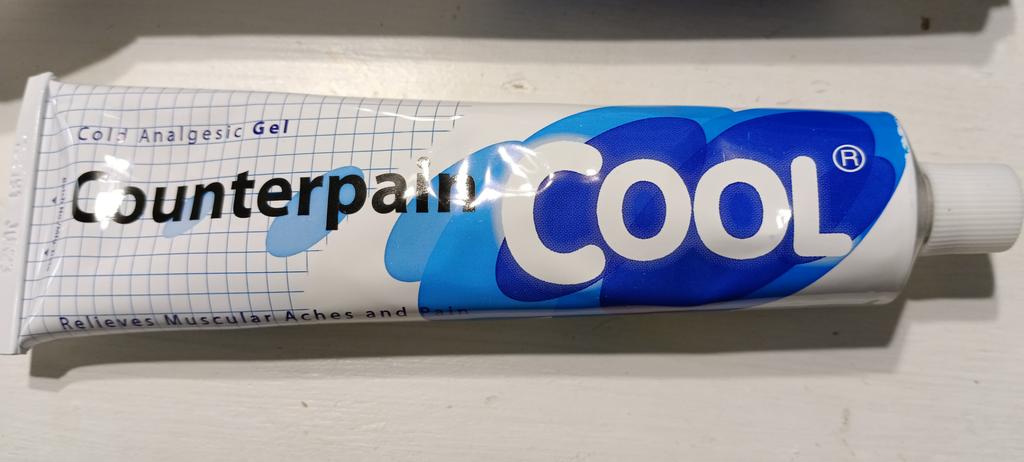 Cold Analgesic Gel
Counterpain COOL®
Relieves Muscular Aches and Pain